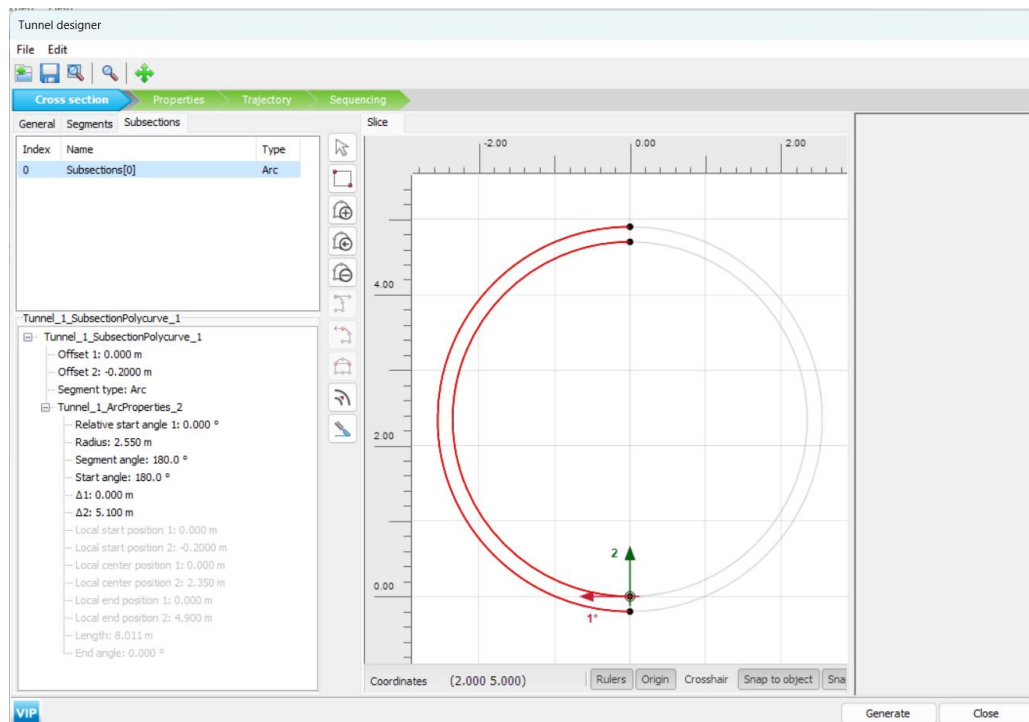 Tunnel designer
File Edit
Cross section Properties Trajectory Sequencing
General Segments Subsections
Slice
Index Name Type
0 Subsections[0] Arc
Tunnel_1_SubsectionPolycurve_1
Tunnel_1_SubsectionPolycurve_1
Offset 1: 0.000 m
Offset 2: -0.2000 m
Segment type: Arc
Tunnel_1_ArcProperties_2
Relative start angle 1: 0.000 °
Radius: 2.550 m
Segment angle: 180.0 °
Start angle: 180.0 °
Δ1: 0.000 m
Δ2: 5.100 m
Local start position 1: 0.000 m
Local start position 2: -0.2000 m
Local center position 1: 0.000 m
Local center position 2: 2.350 m
Local end position 1: 0.000 m
Local end position 2: 4.900 m
Length: 8.011 m
End angle: 0.000 °
-2.00 0.00 2.00
4.00
2.00
0.00
2
1*
Coordinates (2.000 5.000) Rulers Origin Crosshair Snap to object Sna
VIP
Generate Close